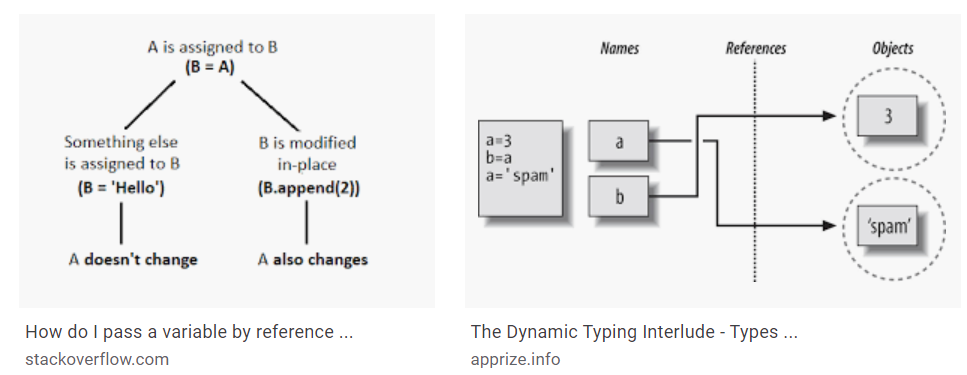 A is assigned to B
(B = A)
Something else
is assigned to B
(B = 'Hello')
B is modified
in-place
(B.append(2))
A doesn't change
A also changes
How do I pass a variable by reference ...
stackoverflow.com
Names
References
Objects
a=3
b=a
a='spam'
a
b
3
'spam'
The Dynamic Typing Interlude - Types ...
apprize.info